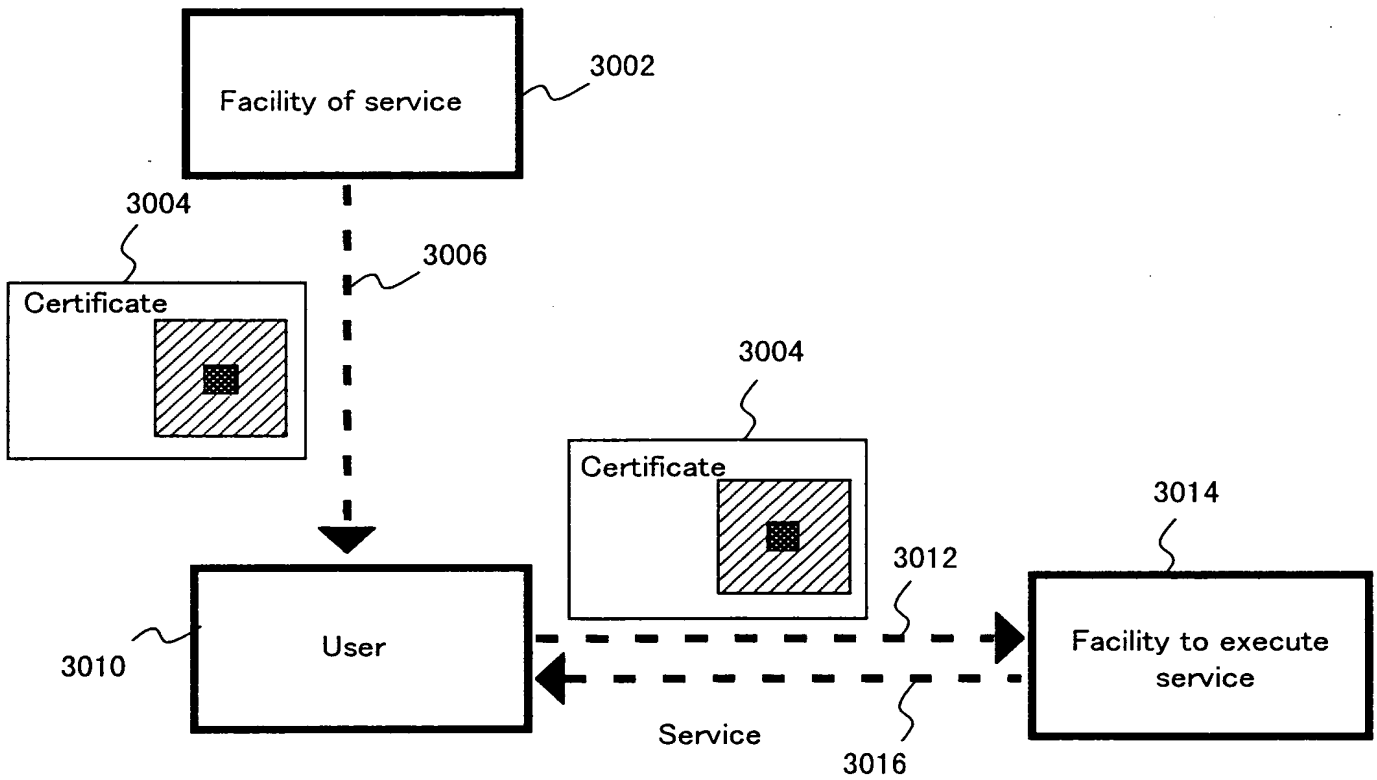 3002
Facility of service
3004
3006
Certificate
3004
Certificate
3014
3012
User
Facility to execute
service
3010
Service
3016